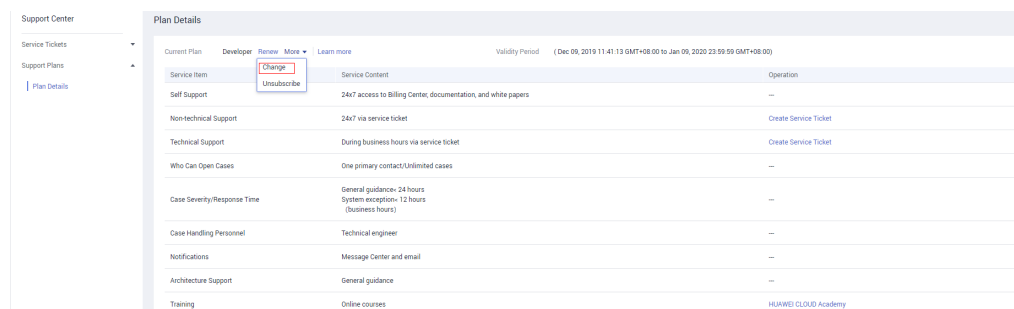 Support Center
Plan Details
Service Tickets
Support Plans
Plan Details
Current Plan Developer Renew More Learn more Validity Period ( Dec 09, 2019 11:41:13 GMT+08:00 to Jan 09, 2020 23:59:59 GMT+08:00)
Change
Unsubscribe
Service Item Service Content Operation
Self Support 24x7 access to Billing Center, documentation, and white papers --
Non-technical Support 24x7 via service ticket Create Service Ticket
Technical Support During business hours via service ticket Create Service Ticket
Who Can Open Cases One primary contact/Unlimited cases --
Case Severity/Response Time General guidance< 24 hours
System exception< 12 hours
(business hours)
--
Case Handling Personnel Technical engineer. --
Notifications Message Center and email --
Architecture Support General guidance --
Training Online courses HUAWEI CLOUD Academy